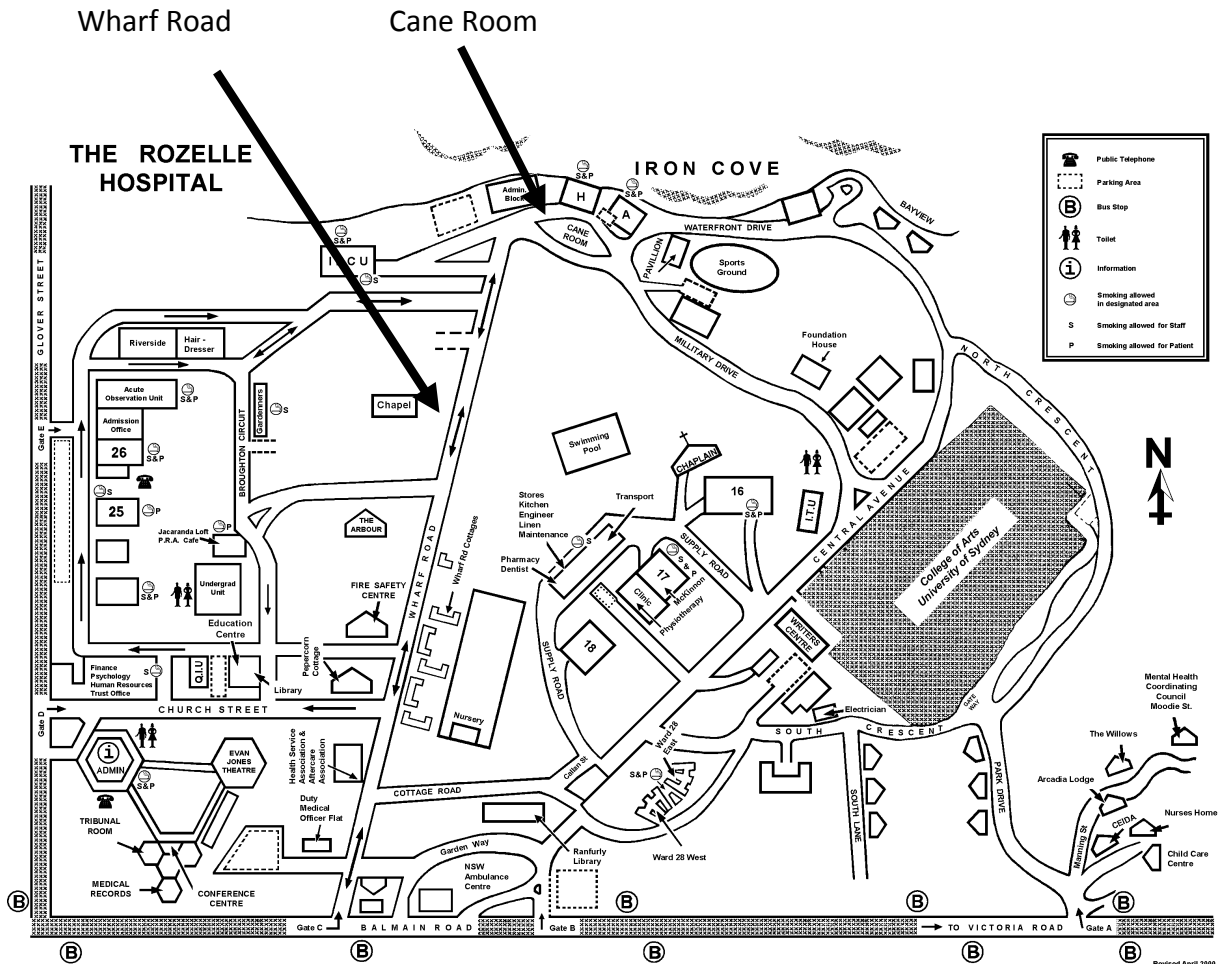 Wharf Road
Cane Room
THE ROZELLE
HOSPITAL
IRON COVE
Public Telephone
Parking Area
B
Bus Stop
Toilet
i
Information
Smoking allowed
in designated area
S
Smoking allowed for Staff
P
Smoking allowed for Patient
N
Admin.
Block
S&P
H
S&P
A
CANE
ROOM
WATERFRONT DRIVE
BAYVIEW
PAVILLION
Sports
Ground
S&P
CU
S
GLOVER STREET
Riverside
Hair -
Dresser
Acute
Observation Unit
S&P
Admission
Office
26
S&P
Gardenners
S
BROUGHTON CIRCUIT
Gate E
S
25
P
P
Jacaranda Loft
P.R.A. Cafe
S&P
Undergrad
Unit
Education
Centre
Chapel
MILLITARY DRIVE
Foundation
House
NORTH CRESCENT
Swimming
Pool
CHAPLAIN
16
S&P
I.T.U
CENTRAL AVENUE
College of Arts
University of Sydney
Stores
Kitchen
Engineer
Linen
Maintenance
Transport
S
Pharmacy
Dentist
SUPPLY ROAD
S & P
17
Clinic
McKinnon
Physiotherapy
18
SUPPLY ROAD
WRITERS
CENTRE
Electrician
THE
ARBOUR
WHARF ROAD
Wharf Rd Cottages
FIRE SAFETY
CENTRE
Pepercorn
Cottage
Nursery
Finance
Psychology
Human Resources
Trust Office
S
Q.I.U
Library
CHURCH STREET
Gate D
i
ADMIN
S&P
EVAN
JONES
THEATRE
TRIBUNAL
ROOM
MEDICAL
RECORDS
CONFERENCE
CENTRE
Health Service
Association &
Aftercare
Association
Duty
Medical
Officer Flat
COTTAGE ROAD
Callan St
Ward 28
East
S&P
Ward 28 West
Ranfurly
Library
Garden Way
NSW
Ambulance
Centre
SOUTH CRESCENT
SOUTH LANE
GATE
WAY
PARK DRIVE
Mental Health
Coordinating
Council
Moodie St.
The Willows
Arcadia Lodge
CEIDA
Nurses Home
Manning St
Child Care
Centre
B
B
B
B
Gate C
BALMAIN ROAD
Gate B
TO VICTORIA ROAD
Gate A
B
B
B
B
Revised April 2000